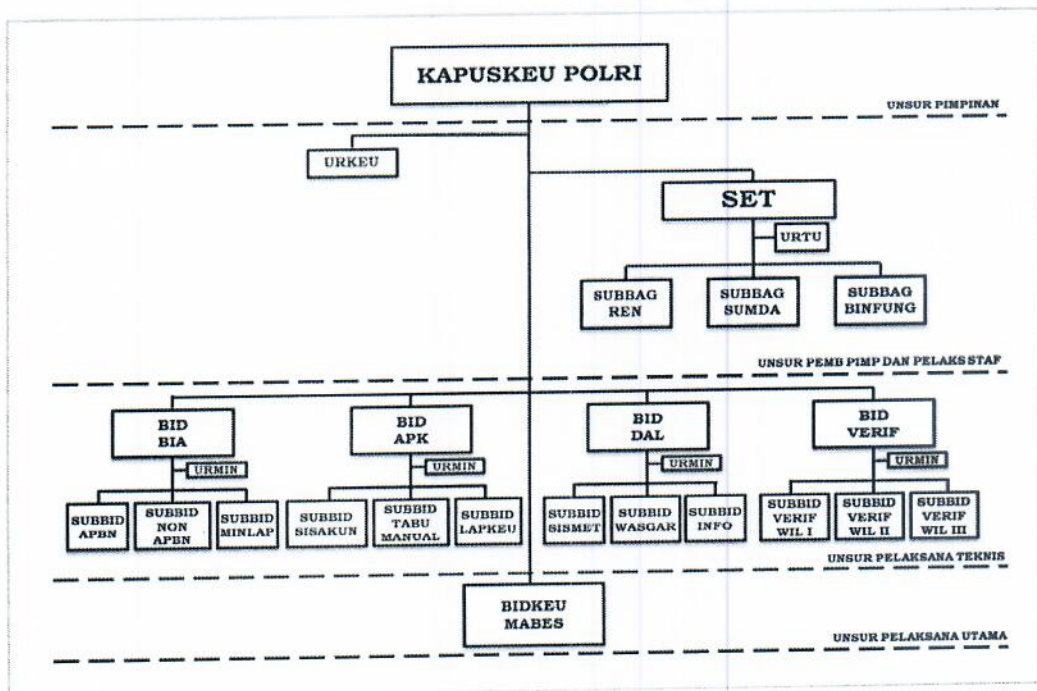 KAPUSKEU POLRI
UNSUR PIMPINAN
URKEU
SET
URTU
SUBBAG
REN
SUBBAG
SUMDA
SUBBAG
BINFUNG
UNSUR PEMB PIMP DAN PELAKS STAF
BID
BIA
BID
APK
BID
DAL
BID
VERIF
URMIN
URMIN
URMIN
URMIN
SUBBID
APBN
SUBBID
NON
APBN
SUBBID
MINLAP
SUBBID
SISAKUN
SUBBID
TABU
MANUAL
SUBBID
LAPKEU
SUBBID
SISMET
SUBBID
WASGAR
SUBBID
INFO
SUBBID
VERIF
WIL I
SUBBID
VERIF
WIL II
SUBBID
VERIF
WIL III
UNSUR PELAKSANA TEKNIS
BIDKEU
MABES
UNSUR PELAKSANA UTAMA